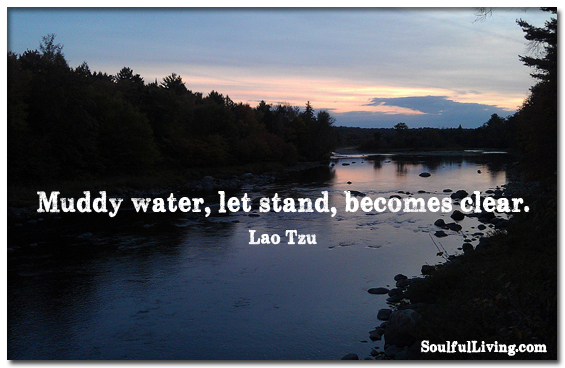 Muddy water, let stand, becomes clear.
Lao Tzu
SoulfulLiving.com